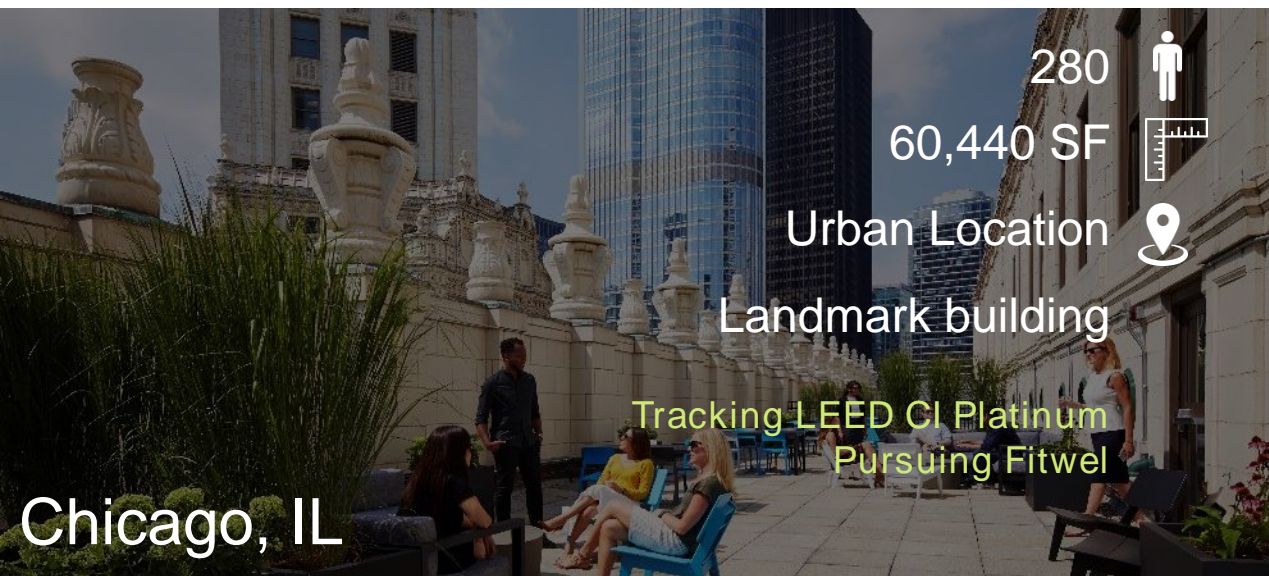 280
60,440 SF
Urban Location
Landmark building
Tracking LEED CI Platinum
Pursuing Fitwel
Chicago, IL